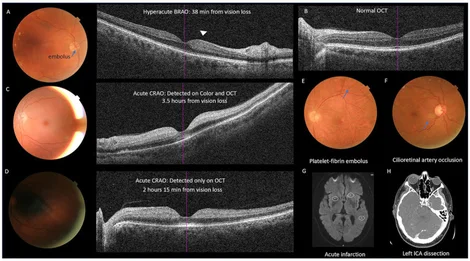 A
Hyperacute BRAO: 38 min from vision loss
B
Normal OCT
embolus
C
Acute CRAO: Detected on Color and OCT
3.5 hours from vision loss
E
F
Platelet-fibrin embolus
Cilioretinal artery occlusion
D
Acute CRAO: Detected only on OCT
2 hours 15 min from vision loss
G
H
Acute infarction
Left ICA dissection